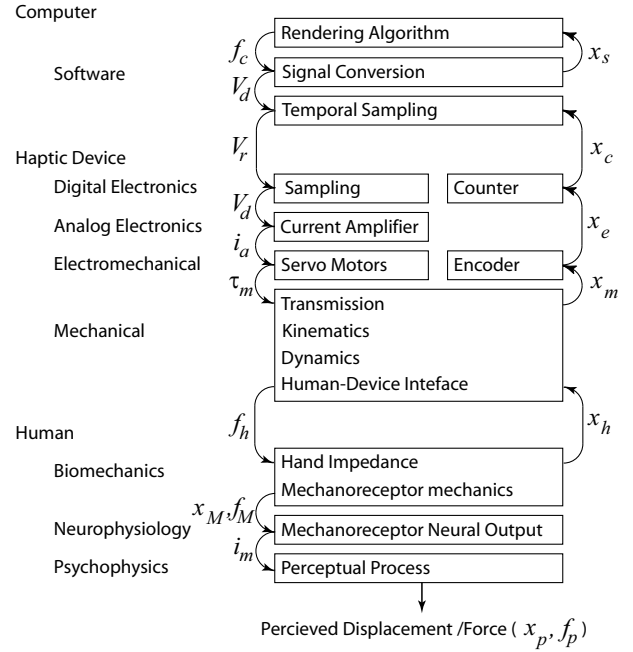 Computer
Rendering Algorithm
f_c
x_s
Software
Signal Conversion
V_d
Temporal Sampling
V_r
x_c
Haptic Device
Digital Electronics
Sampling
Counter
V_d
x_e
Analog Electronics
Current Amplifier
i_a
Electromechanical
Servo Motors
Encoder
τ_m
x_m
Transmission
Mechanical
Kinematics
Dynamics
Human-Device Inteface
f_h
x_h
Human
Biomechanics
Hand Impedance
Mechanoreceptor mechanics
x_M, f_M
Neurophysiology
Mechanoreceptor Neural Output
i_m
Psychophysics
Perceptual Process
Percieved Displacement /Force ( x_p, f_p )